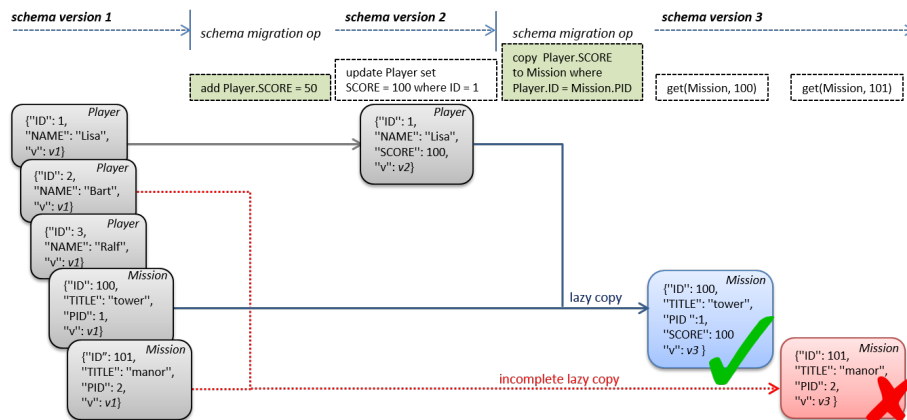 schema version 1
schema migration op
schema version 2
schema migration op
schema version 3
add Player.SCORE = 50
update Player set
SCORE = 100 where ID = 1
copy Player.SCORE
to Mission where
Player.ID = Mission.PID
get(Mission, 100)
get(Mission, 101)
Player
{"ID": 1,
"NAME": "Lisa",
"v": v1}
Player
{"ID": 2,
"NAME": "Bart",
"v": v1}
Player
{"ID": 3,
"NAME": "Ralf",
"v": v1}
Mission
{"ID": 100,
"TITLE": "tower",
"PID": 1,
"v": v1}
Mission
{"ID": 101,
"TITLE": "manor",
"PID": 2,
"v": v1}
Player
{"ID": 1,
"NAME": "Lisa",
"SCORE": 100,
"v": v2}
lazy copy
Mission
{"ID": 100,
"TITLE": "tower",
"PID ":1,
"SCORE": 100
"v": v3 }
incomplete lazy copy
Mission
{"ID": 101,
"TITLE": "manor",
"PID": 2,
"v": v3 }